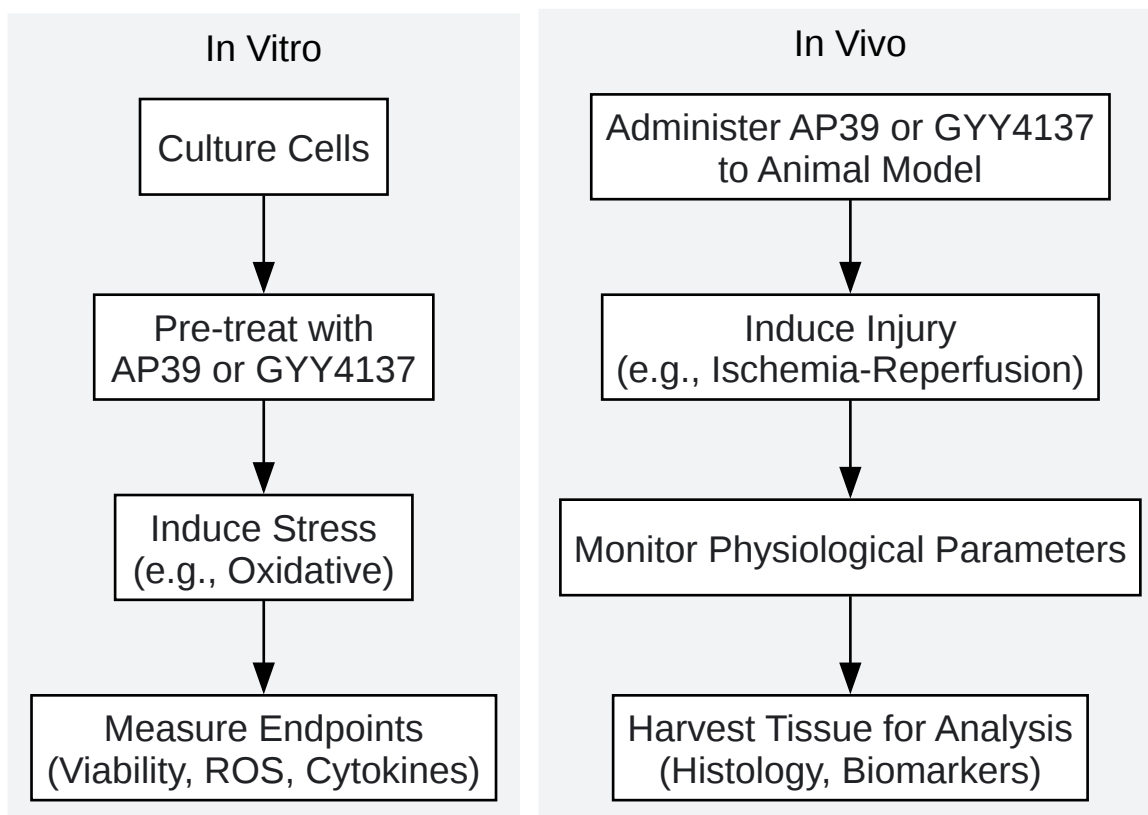 In Vitro
Culture Cells
Pre-treat with
AP39 or GYY4137
Induce Stress
(e.g., Oxidative)
Measure Endpoints
(Viability, ROS, Cytokines)
In Vivo
Administer AP39 or GYY4137
to Animal Model
Induce Injury
(e.g., Ischemia-Reperfusion)
Monitor Physiological Parameters
Harvest Tissue for Analysis
(Histology, Biomarkers)